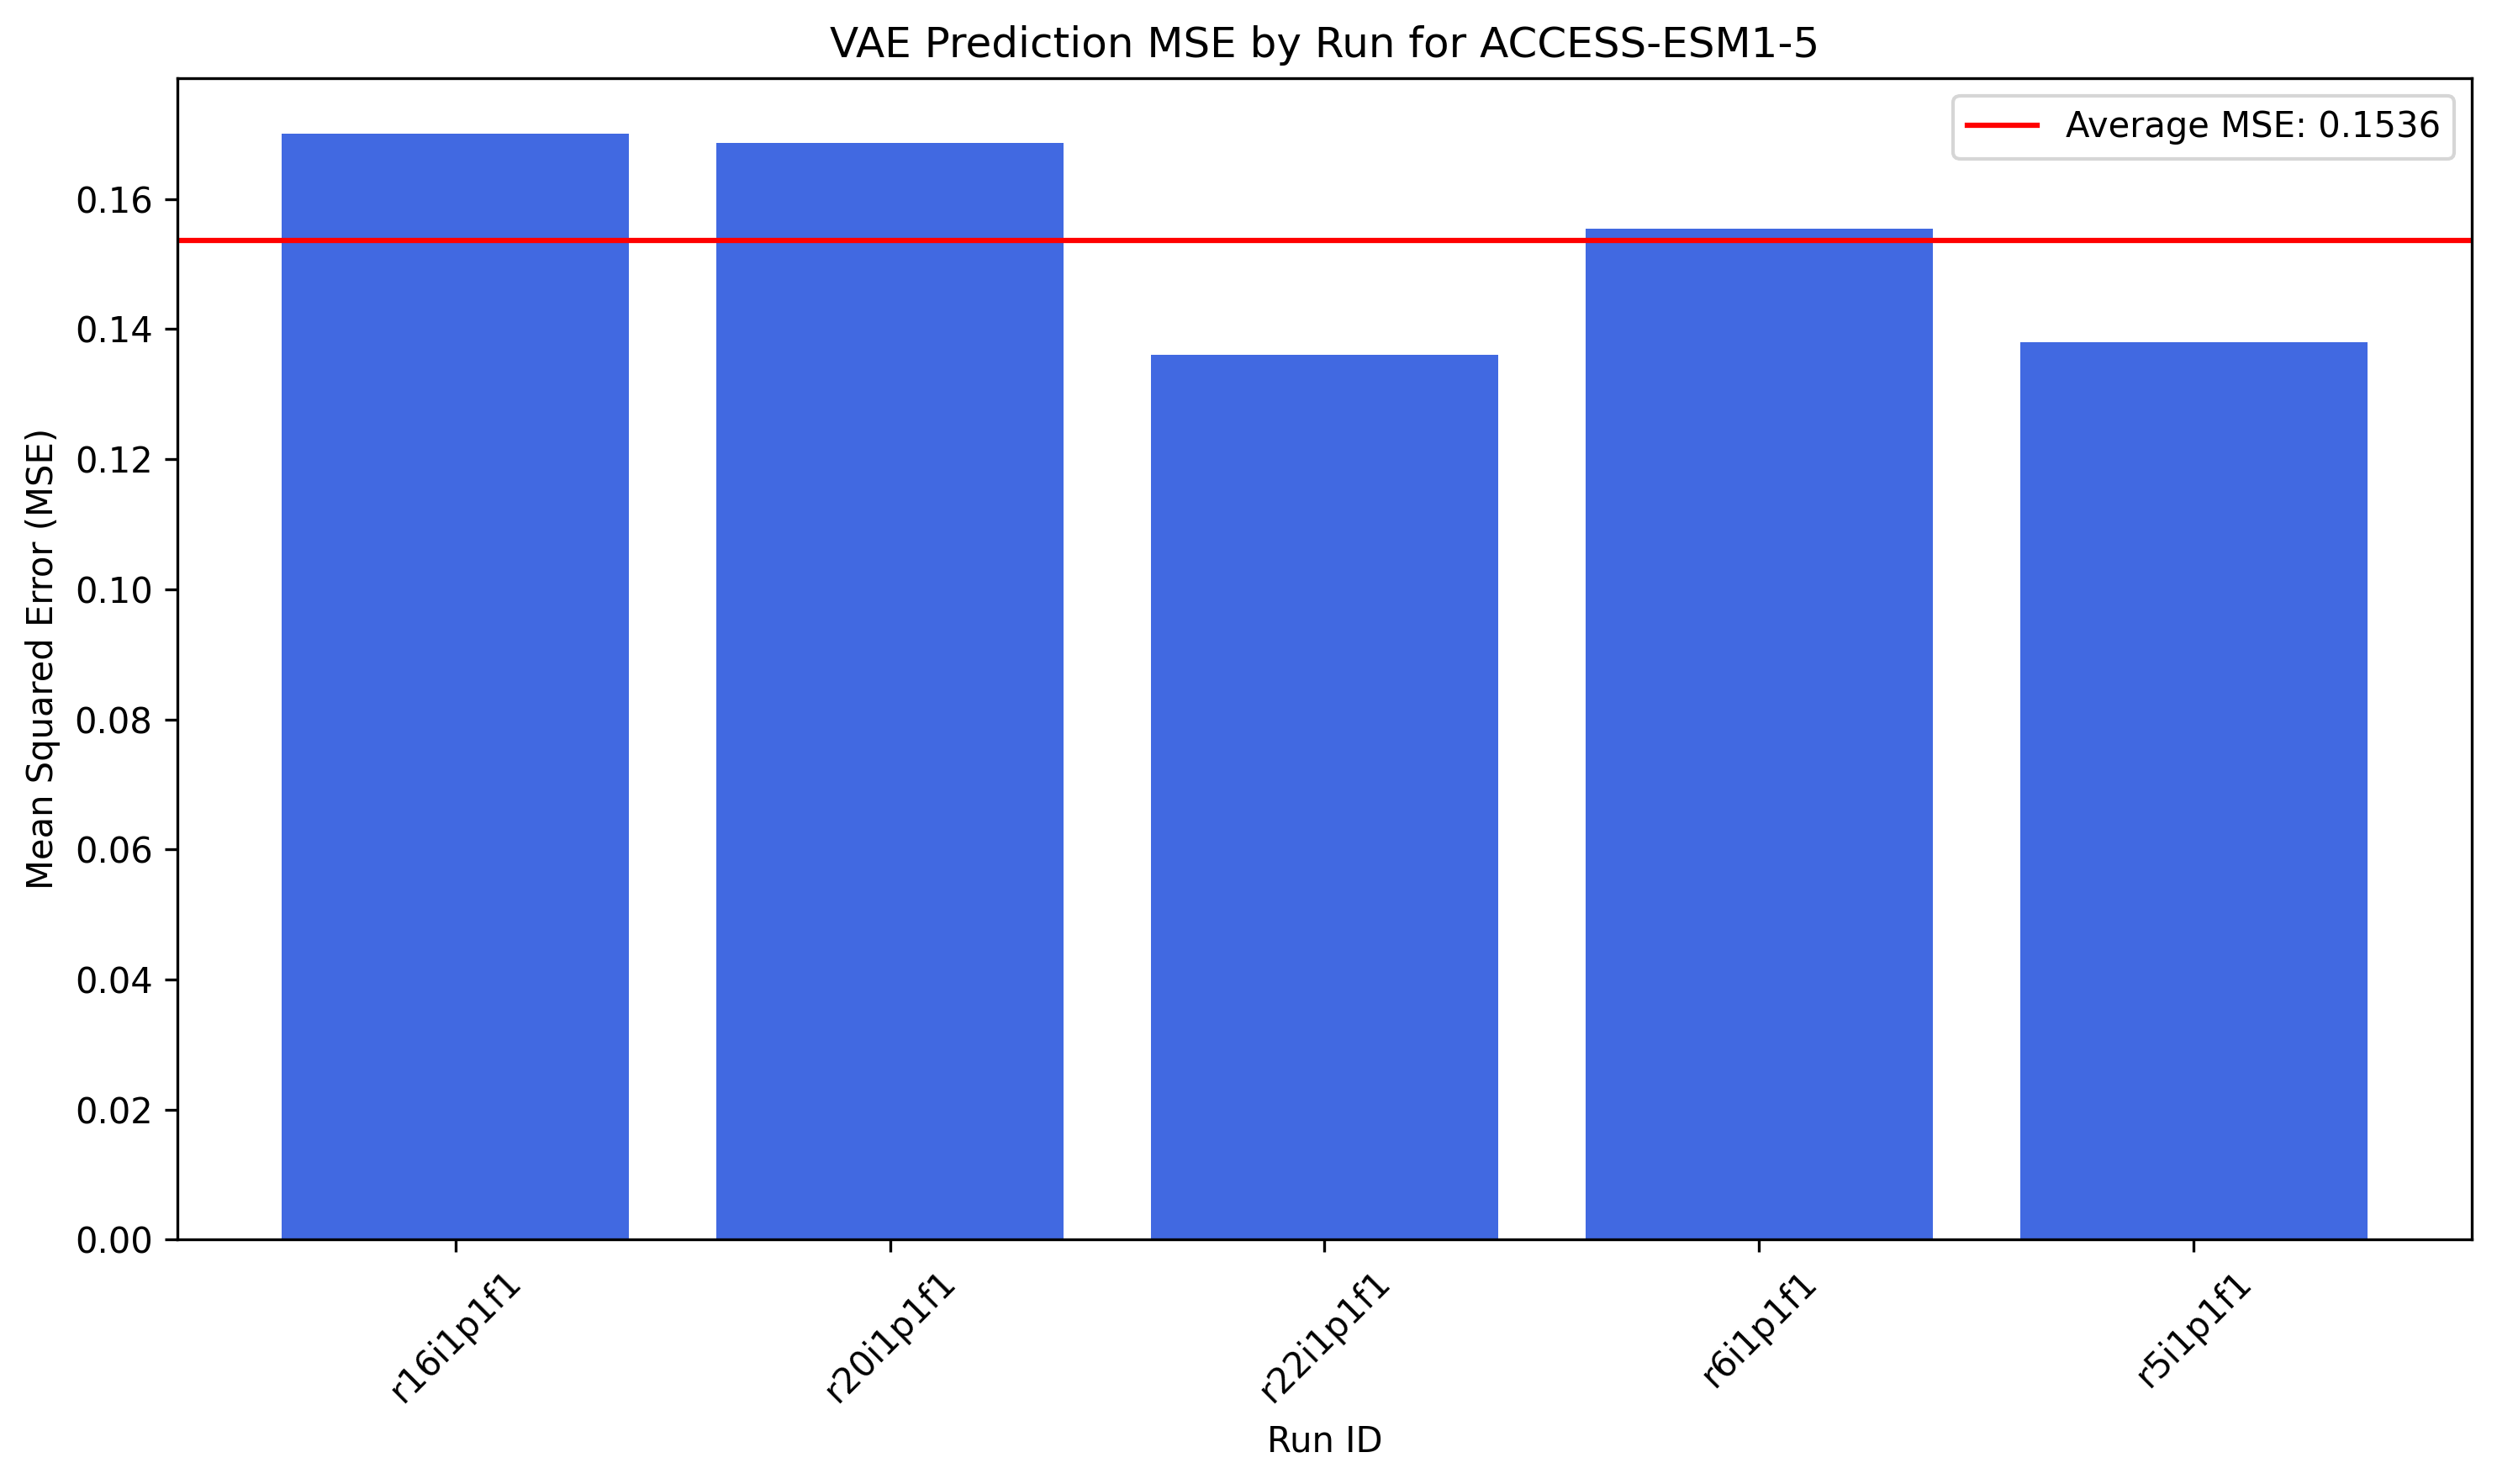 VAE Prediction MSE by Run for ACCESS-ESM1-5
Average MSE: 0.1536
Mean Squared Error (MSE)
0.16
0.14
0.12
0.10
0.08
0.06
0.04
0.02
0.00
r16i1p1f1
r20i1p1f1
r22i1p1f1
r6i1p1f1
r5i1p1f1
Run ID